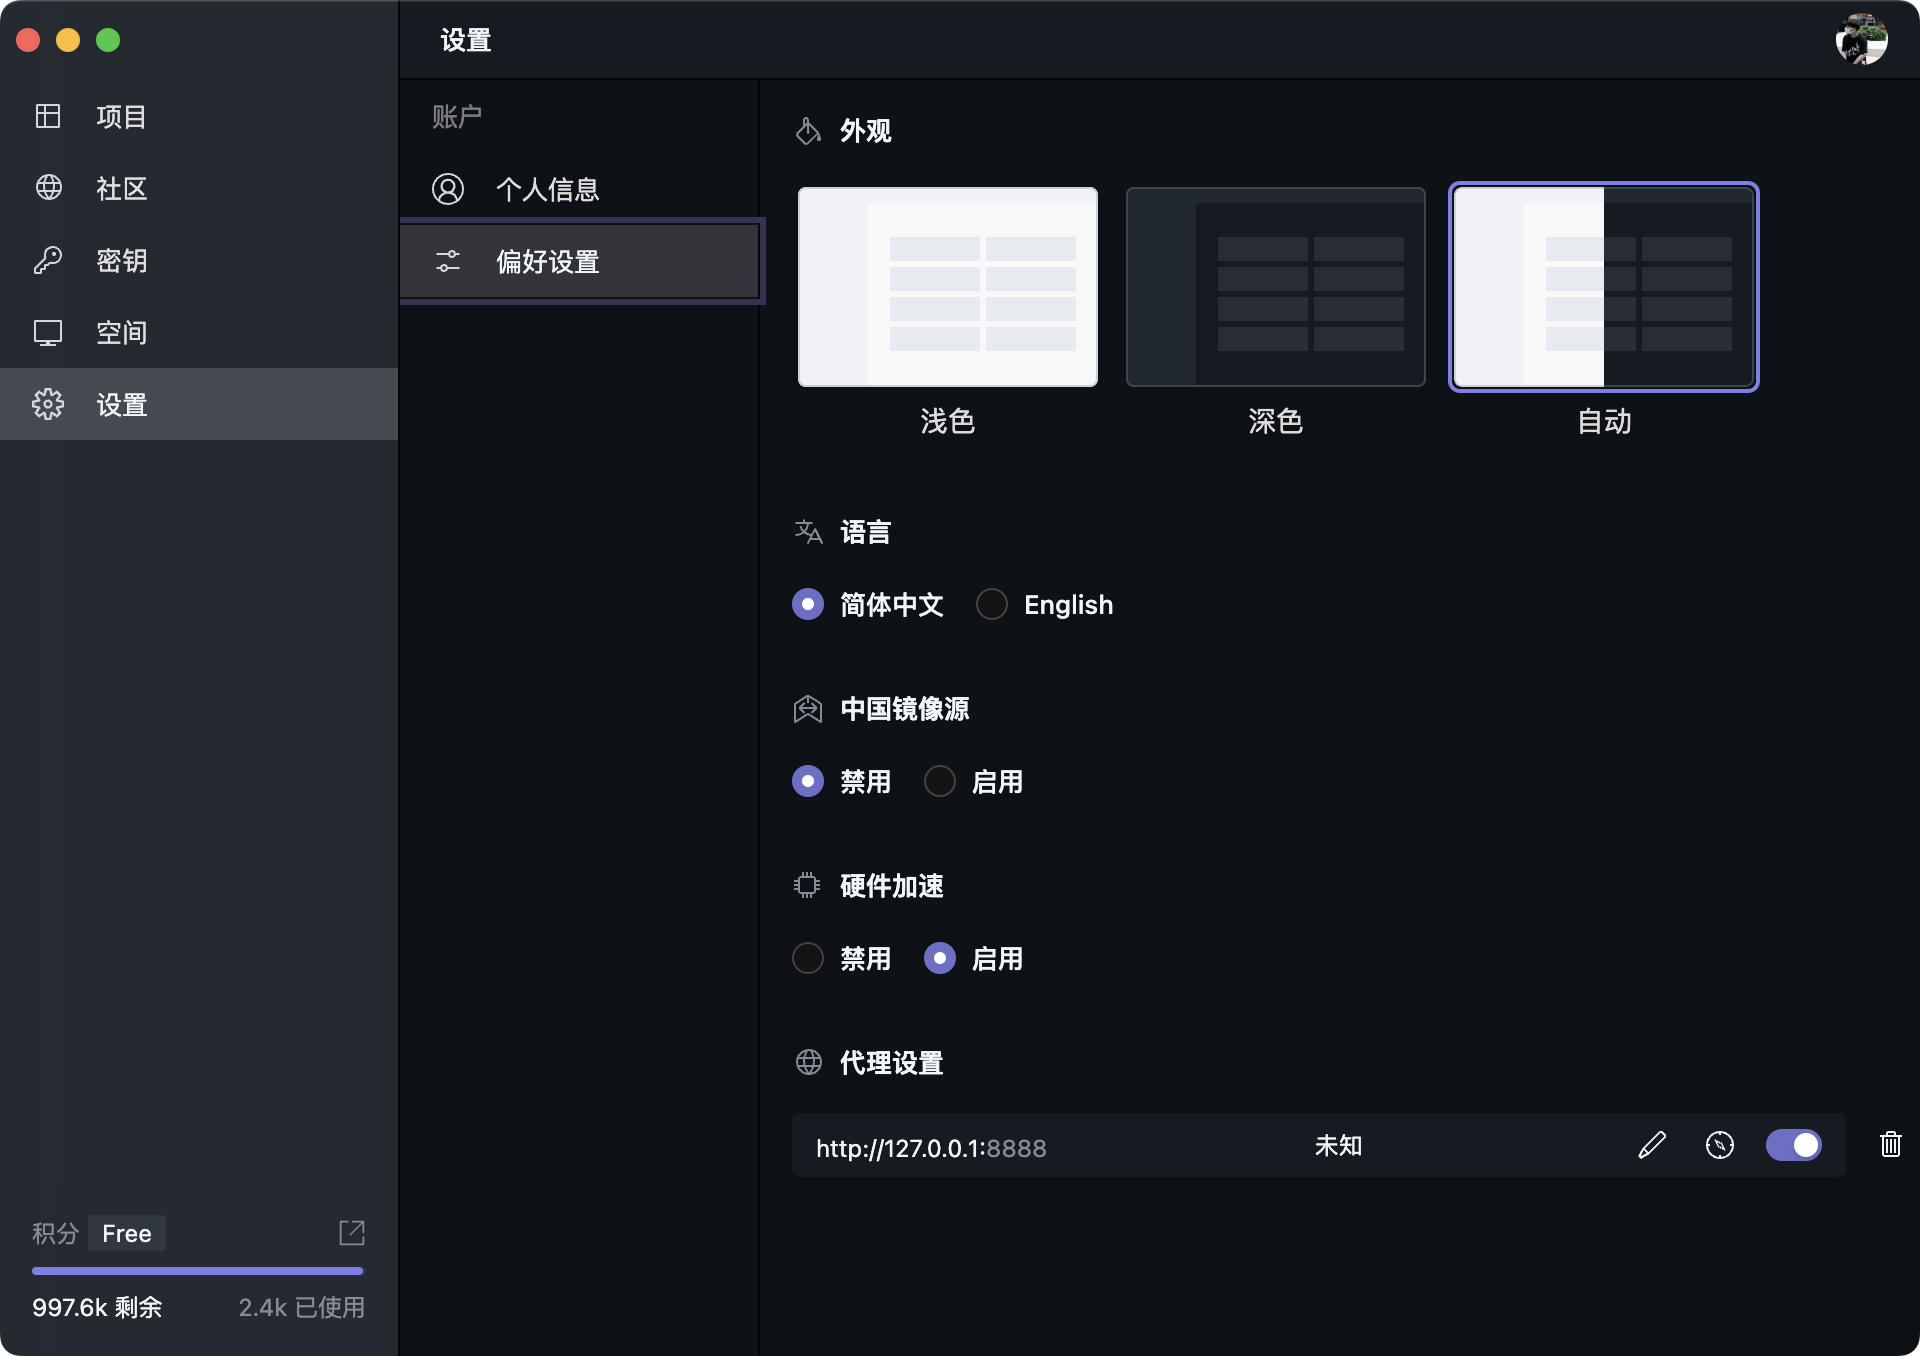 设置
项目
社区
密钥
空间
设置
积分 Free
997.6k 剩余 2.4k 已使用
账户
个人信息
偏好设置
外观
浅色 深色 自动
语言
简体中文 English
中国镜像源
禁用 启用
硬件加速
禁用 启用
代理设置
http://127.0.0.1:8888 未知